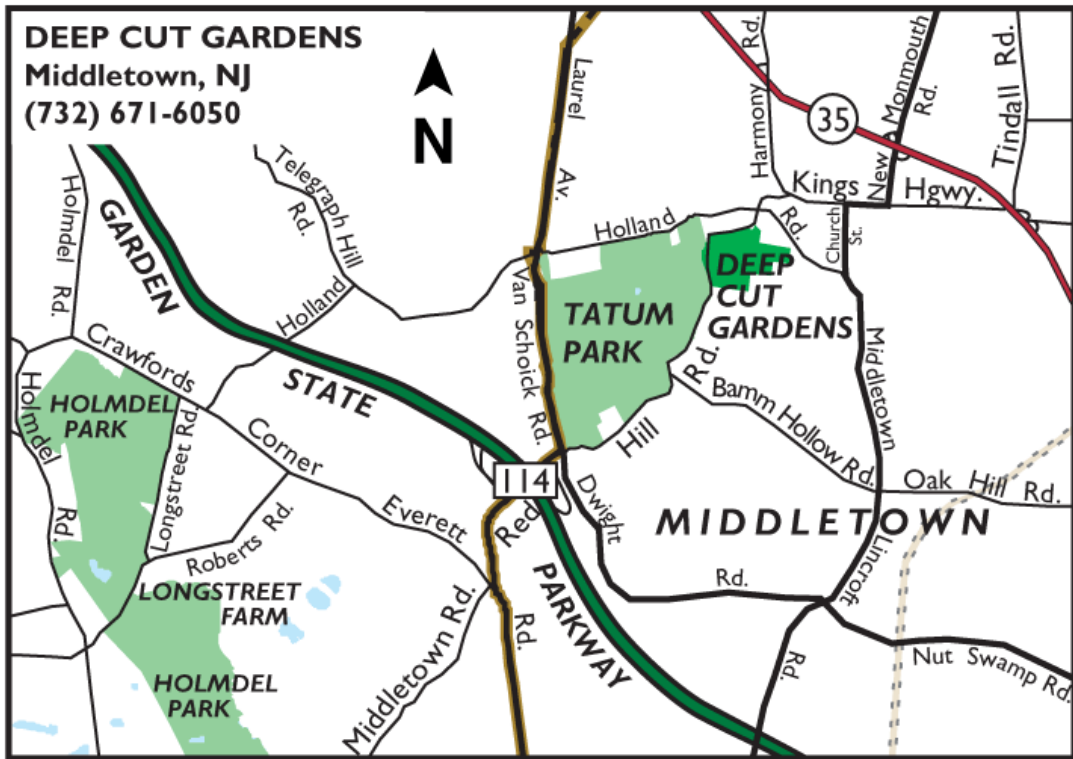 DEEP CUT GARDENS
Middletown, NJ
(732) 671-6050
N
Laurel
Av.
Harmony Rd.
35
New Monmouth
Rd.
Tindall Rd.
Kings
Hgwy.
Church
St.
Telegraph Hill
Rd.
Holland
Rd.
Holmdel Rd.
GARDEN
STATE
PARKWAY
Holland
Van Schoick Rd.
TATUM
PARK
DEEP
CUT
GARDENS
Crawfords
Corner
Everett
Rd.
Holmdel
Rd.
HOLMDEL
PARK
Longstreet Rd.
Roberts Rd.
LONGSTREET
FARM
HOLMDEL
PARK
Middletown Rd.
114
Red
Hill
Rd.
Bamm Hollow Rd.
Middletown
Lincroft
Rd.
Oak Hill Rd.
MIDDLETOWN
Dwight
Rd.
Nut Swamp Rd.